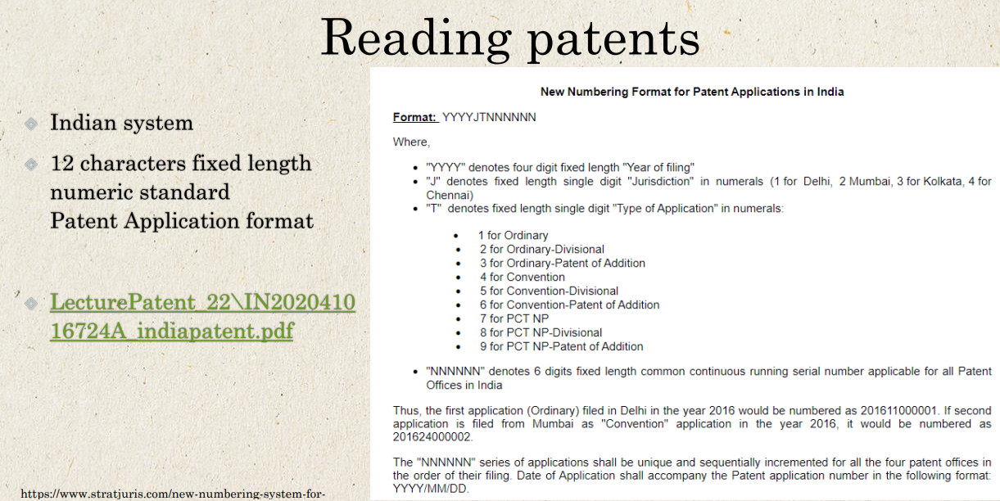 Reading patents
Indian system
12 characters fixed length
numeric standard
Patent Application format
LecturePatent_22\IN2020410
16724A_indiapatent.pdf
https://www.stratjuris.com/new-numbering-system-for-
New Numbering Format for Patent Applications in India
Format: YYYYJTNNNNNN
Where,
• "YYYY" denotes four digit fixed length "Year of filing"
• "J" denotes fixed length single digit "Jurisdiction" in numerals (1 for Delhi, 2 Mumbai, 3 for Kolkata, 4 for
Chennai)
• "T" denotes fixed length single digit "Type of Application" in numerals:
• 1 for Ordinary
• 2 for Ordinary-Divisional
• 3 for Ordinary-Patent of Addition
• 4 for Convention
• 5 for Convention-Divisional
• 6 for Convention-Patent of Addition
• 7 for PCT NP
• 8 for PCT NP-Divisional
• 9 for PCT NP-Patent of Addition
• "NNNNNN" denotes 6 digits fixed length common continuous running serial number applicable for all Patent
Offices in India
Thus, the first application (Ordinary) filed in Delhi in the year 2016 would be numbered as 201611000001. If second
application is filed from Mumbai as "Convention" application in the year 2016, it would be numbered as
201624000002.
The "NNNNNN" series of applications shall be unique and sequentially incremented for all the four patent offices in
the order of their filing. Date of Application shall accompany the Patent application number in the following format:
YYYY/MM/DD.